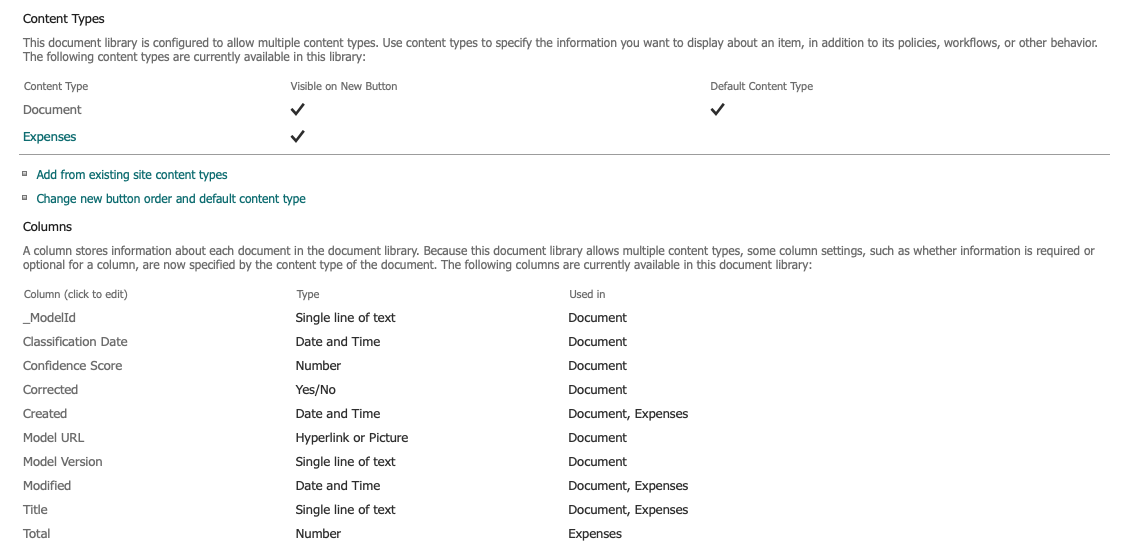 Content Types
This document library is configured to allow multiple content types. Use content types to specify the information you want to display about an item, in addition to its policies, workflows, or other behavior.
The following content types are currently available in this library:
Content Type Visible on New Button Default Content Type
Document
Expenses
Add from existing site content types
Change new button order and default content type
Columns
A column stores information about each document in the document library. Because this document library allows multiple content types, some column settings, such as whether information is required or
optional for a column, are now specified by the content type of the document. The following columns are currently available in this document library:
Column (click to edit) Type Used in
_ModelId Single line of text Document
Classification Date Date and Time Document
Confidence Score Number Document
Corrected Yes/No Document
Created Date and Time Document, Expenses
Model URL Hyperlink or Picture Document
Model Version Single line of text Document
Modified Date and Time Document, Expenses
Title Single line of text Document, Expenses
Total Number Expenses